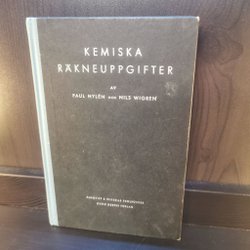 KEMISKA
RÄKNEUPPGIFTER
AV
PAUL NYLÉN OCH NILS WIGREN